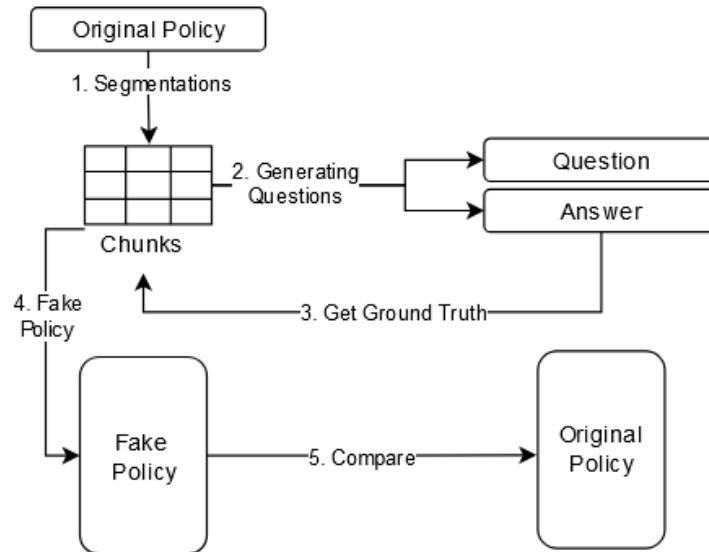 Original Policy
1. Segmentations
2. Generating
Questions
Question
Answer
Chunks
3. Get Ground Truth
4. Fake
Policy
Fake
Policy
5. Compare
Original
Policy